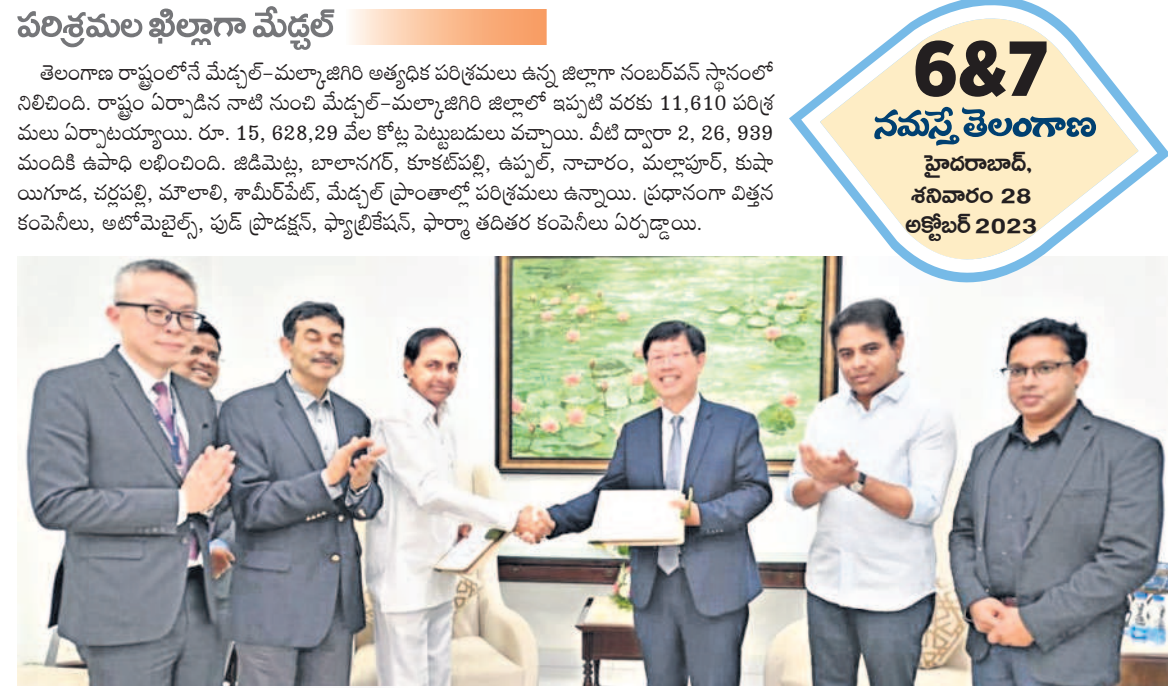 పరిశ్రమల ఖిల్లాగా మేడ్చల్
తెలంగాణ రాష్ట్రంలోనే మేడ్చల్–మల్కాజిగిరి అత్యధిక పరిశ్రమలు ఉన్న జిల్లాగా నంబర్‌వన్ స్థానంలో
నిలిచింది. రాష్ట్రం ఏర్పాడిన నాటి నుంచి మేడ్చల్–మల్కాజిగిరి జిల్లాలో ఇప్పటి వరకు 11,610 పరిశ్ర
మలు ఏర్పాటయ్యాయి. రూ. 15, 628,29 వేల కోట్ల పెట్టుబడులు వచ్చాయి. వీటి ద్వారా 2, 26, 939
మందికి ఉపాధి లభించింది. జిడిమెట్ల, బాలానగర్, కూకట్‌పల్లి, ఉప్పల్, నాచారం, మల్లాపూర్, కుషా
యిగూడ, చర్లపల్లి, మౌలాలి, శామీర్‌పేట్, మేడ్చల్ ప్రాంతాల్లో పరిశ్రమలు ఉన్నాయి. ప్రధానంగా విత్తన
కంపెనీలు, అటోమెబైల్స్, పుడ్ ప్రొడక్షన్, ఫ్యాబ్రికేషన్, ఫార్మా తదితర కంపెనీలు ఏర్పడ్డాయి.
6&7
నమస్తే తెలంగాణ
హైదరాబాద్,
శనివారం 28
అక్టోబర్ 2023